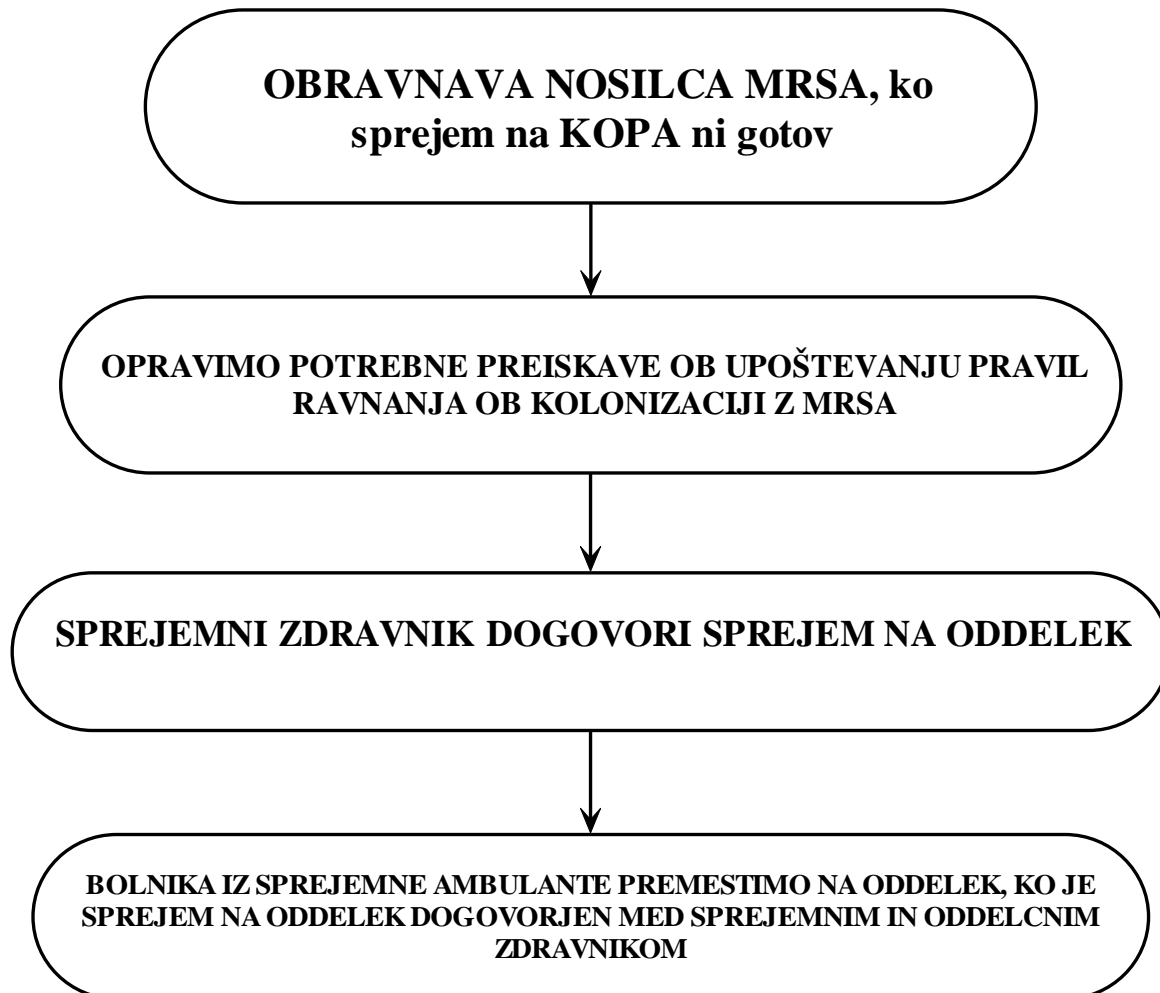 OBRAVNAVA NOSILCA MRSA, ko
sprejem na KOPA ni gotov
OPRAVIMO POTREBNE PREISKAVE OB UPOŠTEVANJU PRAVIL
RAVNANJA OB KOLONIZACIJI Z MRSA
SPREJEMNI ZDRAVNIK DOGOVORI SPREJEM NA ODDELEK
BOLNIKA IZ SPREJEMNE AMBULANTE PREMESTIMO NA ODDELEK, KO JE
SPREJEM NA ODDELEK DOGOVORJEN MED SPREJEMNIM IN ODDELCNIM
ZDRAVNIKOM